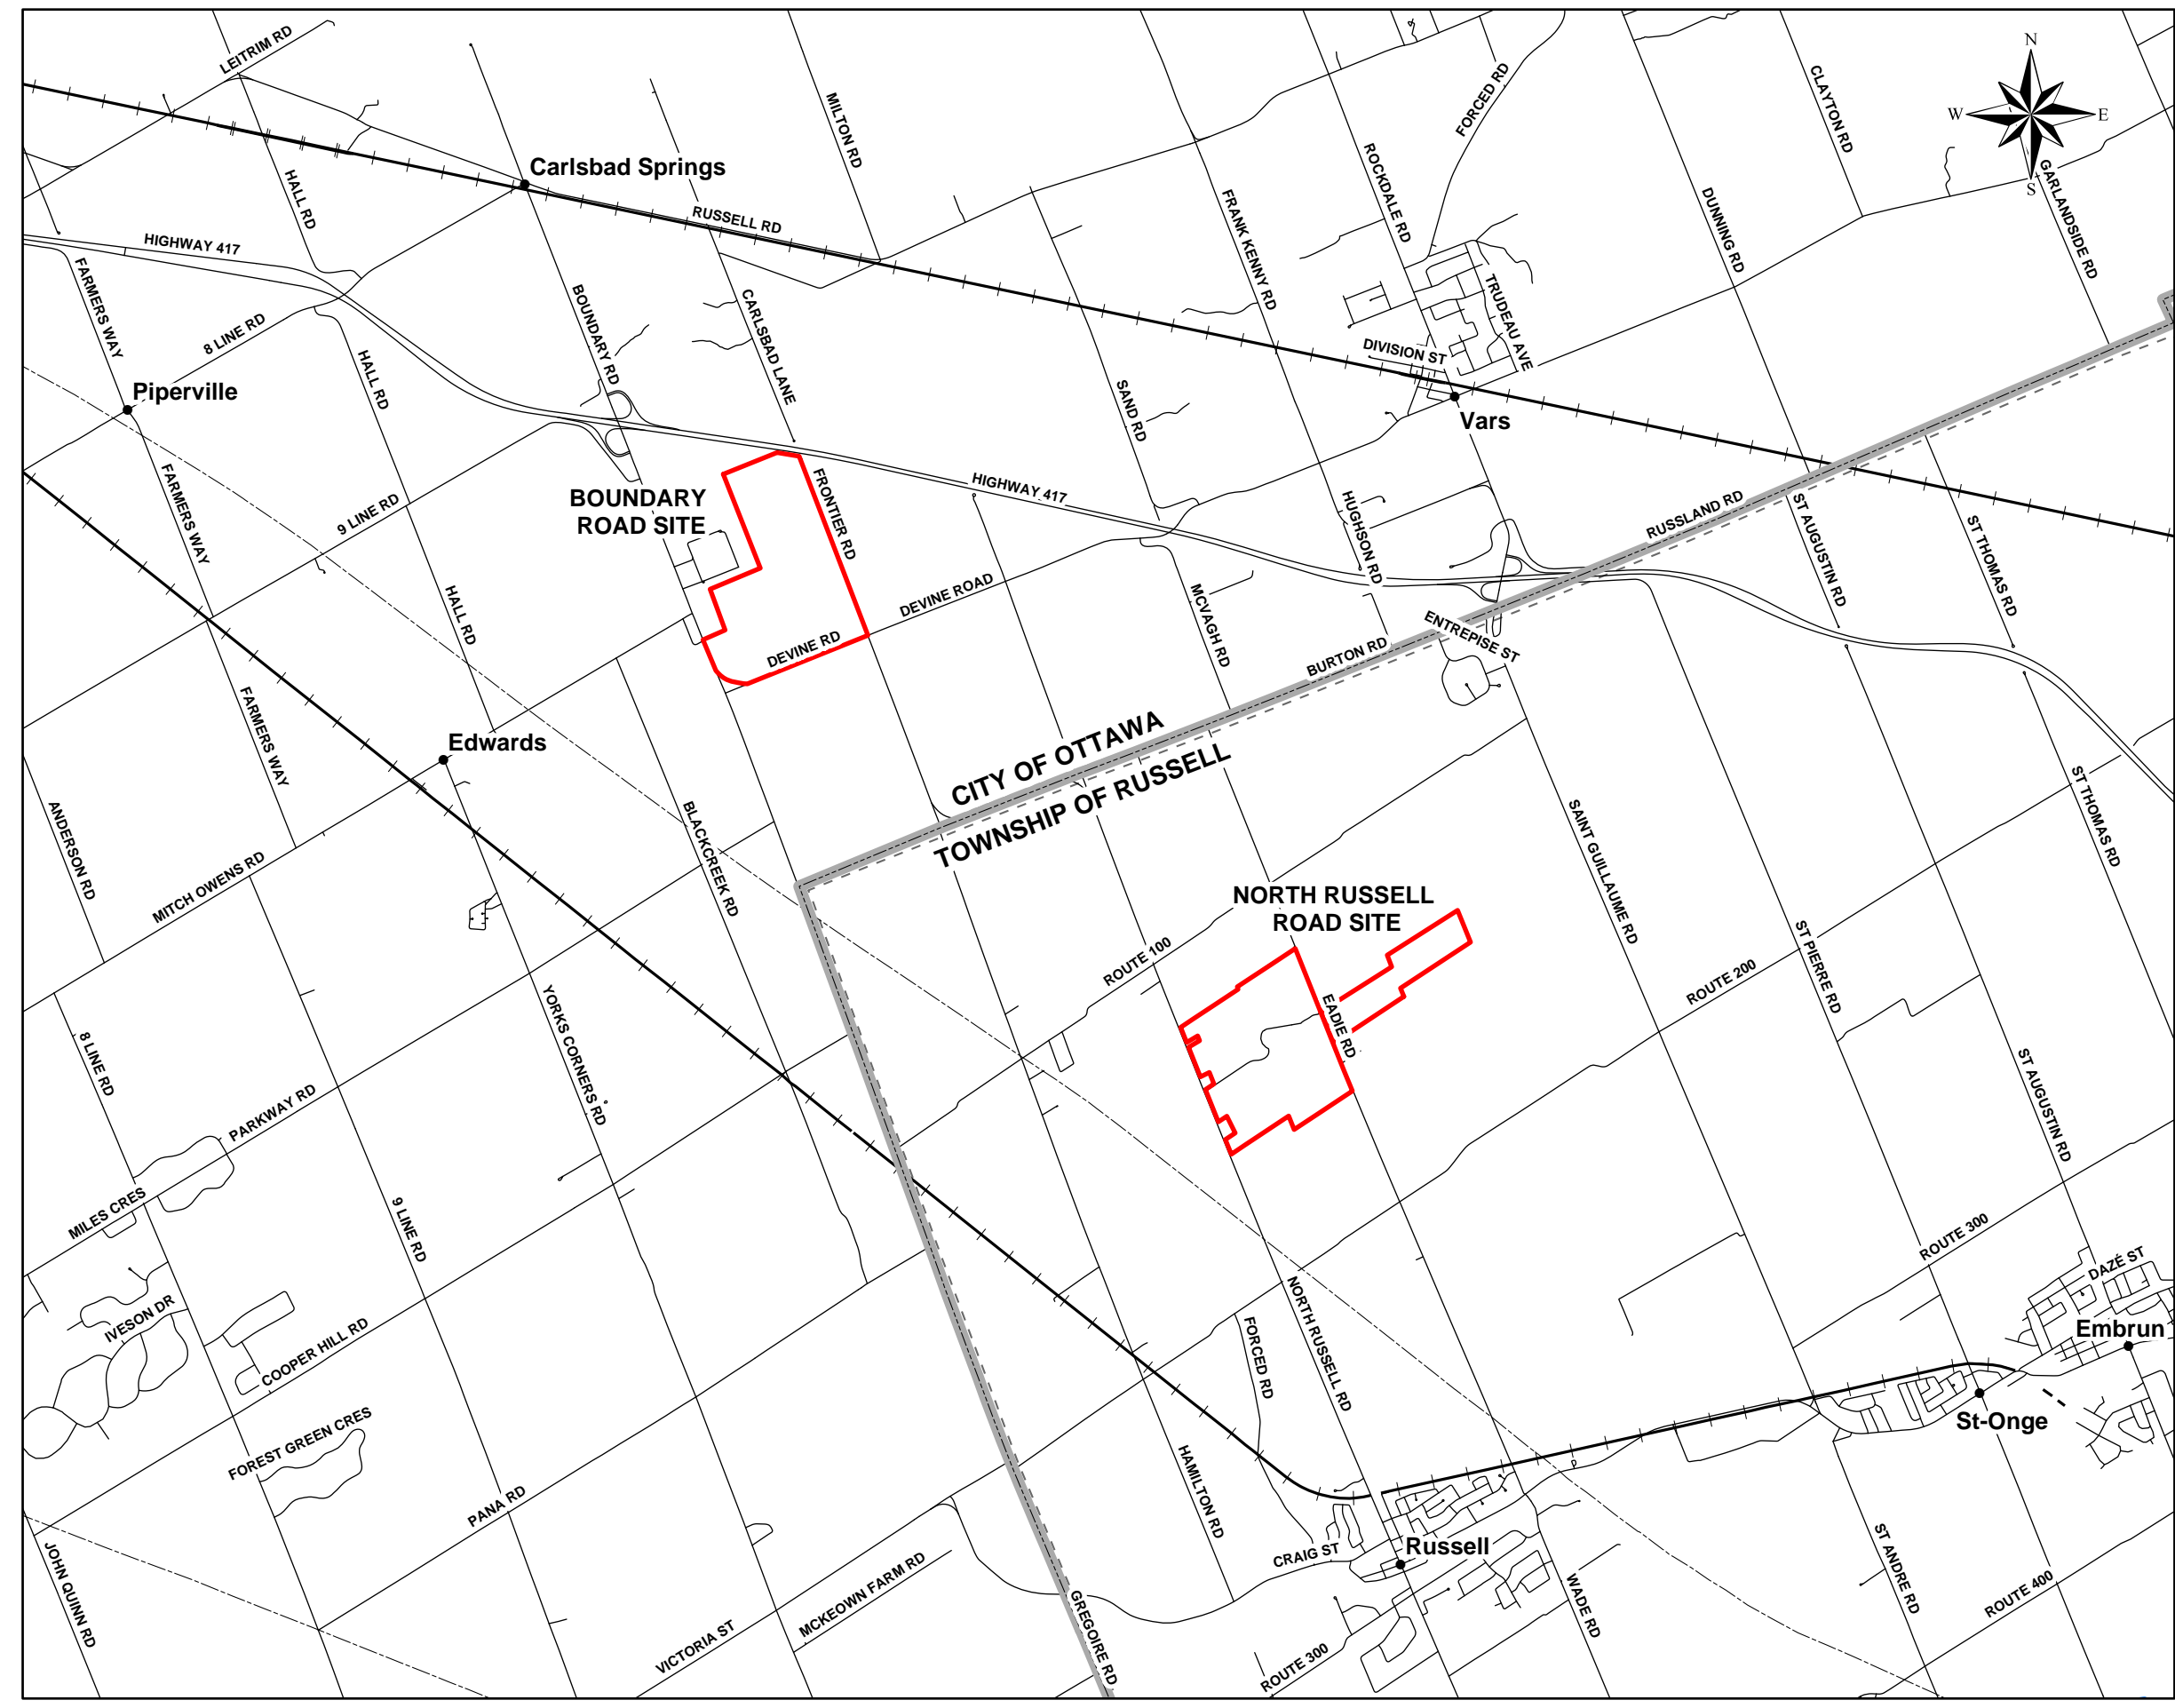 LEITRIM RD
N
W
E
S
FORCED RD
CLAYTON RD
MILTON RD
ROCKDALE RD
HALL RD
Carlsbad Springs
RUSSELL RD
FRANK KENNY RD
DUNNING RD
GARLANDSIDE RD
HIGHWAY 417
FARMERS WAY
BOUNDARY RD
CARLSBAD LANE
TRUDEAU AVE
8 LINE RD
HALL RD
DIVISION ST
Piperville
SAND RD
Vars
FARMERS WAY
9 LINE RD
BOUNDARY
ROAD SITE
FRONTIER RD
HIGHWAY 417
HUGHSON RD
RUSSLAND RD
ST AUGUSTIN RD
ST THOMAS RD
HALL RD
DEVINE ROAD
MCVAGH RD
DEVINE RD
BURTON RD
ENTREPISE ST
FARMERS WAY
Edwards
CITY OF OTTAWA
TOWNSHIP OF RUSSELL
ANDERSON RD
MITCH OWENS RD
BLACKCREEK RD
SAINT GUILLAUME RD
ST THOMAS RD
NORTH RUSSELL
ROAD SITE
ROUTE 100
EADIE RD
ROUTE 200
ST PIERRE RD
8 LINE RD
YORKS CORNERS RD
PARKWAY RD
ST AUGUSTIN RD
MILES CRES
9 LINE RD
ROUTE 300
DAZÉ ST
IVESON DR
NORTH RUSSELL RD
Embrun
COOPER HILL RD
FORCED RD
St-Onge
FOREST GREEN CRES
HAMILTON RD
PANA RD
JOHN QUINN RD
CRAIG ST
Russell
ST ANDRE RD
MCKEOWN FARM RD
GREGOIRE RD
WADE RD
ROUTE 400
VICTORIA ST
ROUTE 300